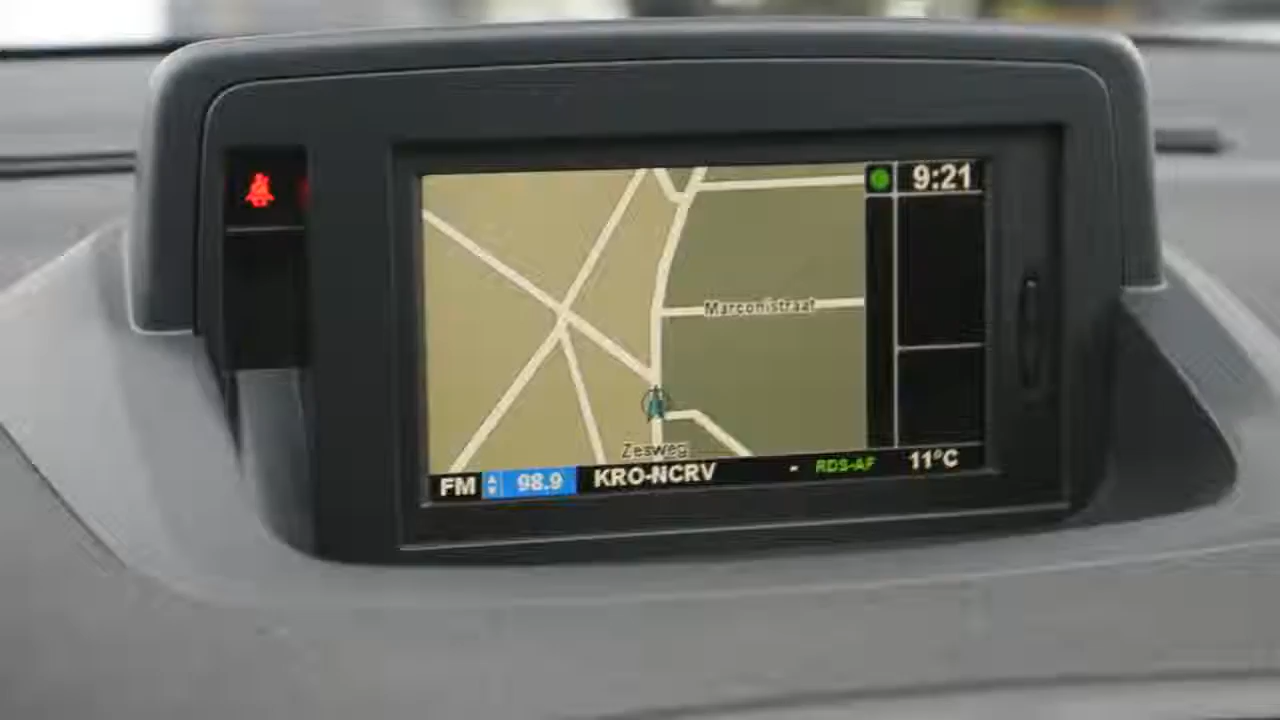 9:21
Marconistraat
Zesweg
FM 98.9 KRO-NCRV - RDS-AF 11°C